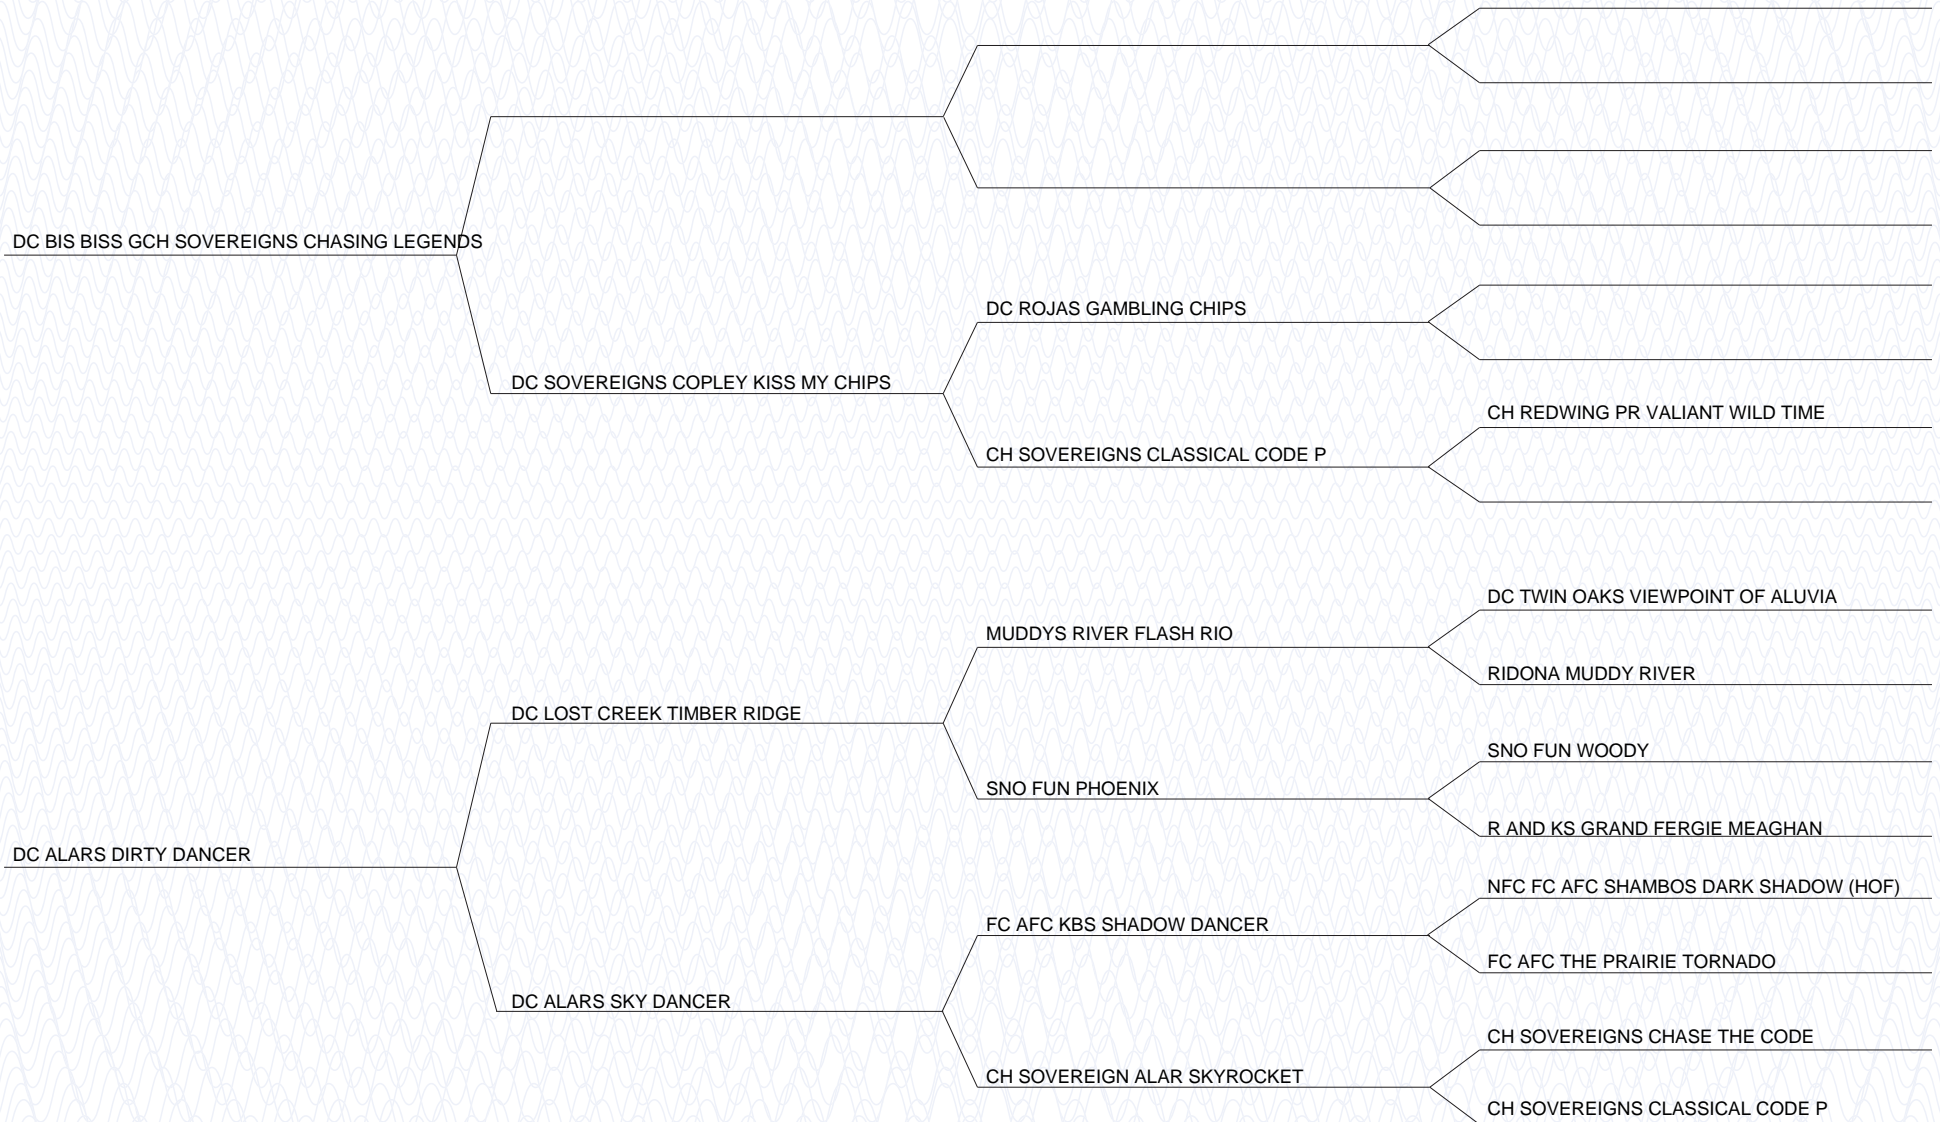 DC BIS BISS GCH SOVEREIGNS CHASING LEGENDS
DC ROJAS GAMBLING CHIPS
DC SOVEREIGNS COPLEY KISS MY CHIPS
CH REDWING PR VALIANT WILD TIME
CH SOVEREIGNS CLASSICAL CODE P
DC TWIN OAKS VIEWPOINT OF ALUVIA
MUDDYS RIVER FLASH RIO
RIDONA MUDDY RIVER
DC LOST CREEK TIMBER RIDGE
SNO FUN WOODY
SNO FUN PHOENIX
R AND KS GRAND FERGIE MEAGHAN
DC ALARS DIRTY DANCER
NFC FC AFC SHAMBOS DARK SHADOW (HOF)
FC AFC KBS SHADOW DANCER
FC AFC THE PRAIRIE TORNADO
DC ALARS SKY DANCER
CH SOVEREIGNS CHASE THE CODE
CH SOVEREIGN ALAR SKYROCKET
CH SOVEREIGNS CLASSICAL CODE P